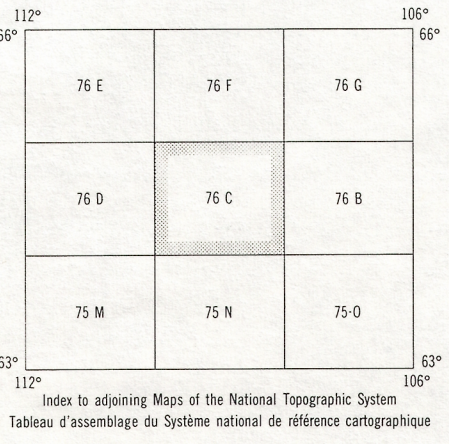 112° 106°
66° 66°
76 E 76 F 76 G
76 D 76 C 76 B
75 M 75 N 75·O
63° 63°
112° 106°
Index to adjoining Maps of the National Topographic System
Tableau d'assemblage du Système national de référence cartographique